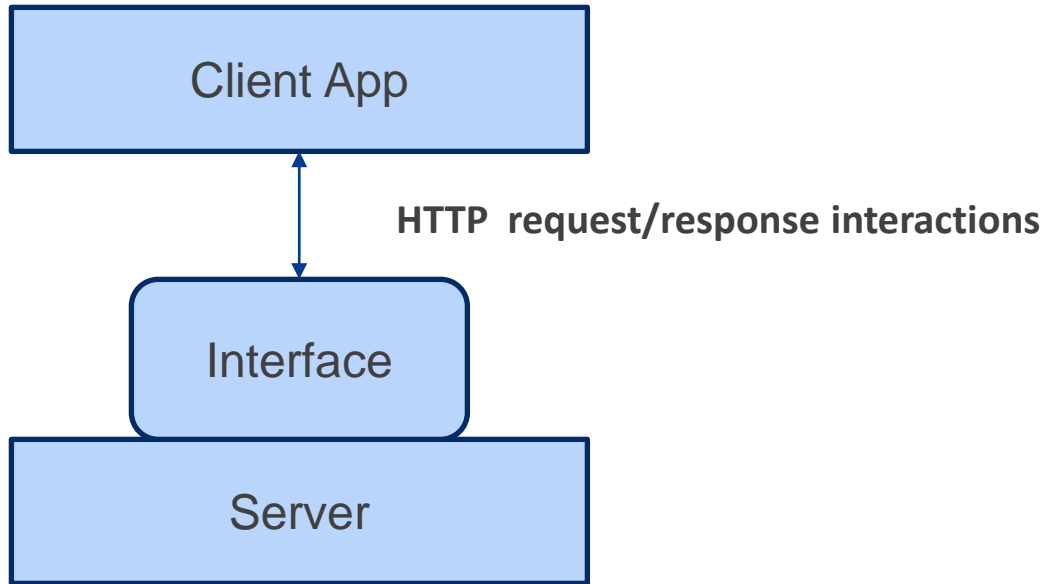 Client App
HTTP  request/response interactions
Interface
Server